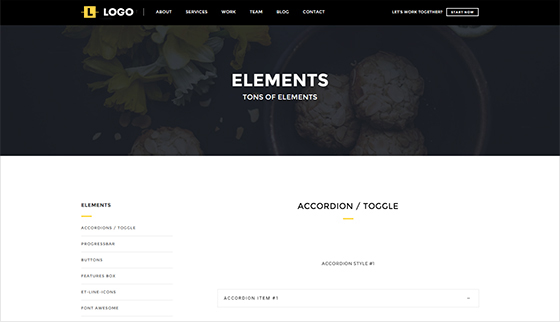 L LOGO ABOUT SERVICES WORK TEAM BLOG CONTACT LET'S WORK TOGETHER? START NOW
ELEMENTS
TONS OF ELEMENTS
ELEMENTS
ACCORDIONS / TOGGLE
PROGRESSBAR
BUTTONS
FEATURES BOX
ET-LINE-ICONS
FONT AWESOME
ACCORDION / TOGGLE
ACCORDION STYLE #1
ACCORDION ITEM #1